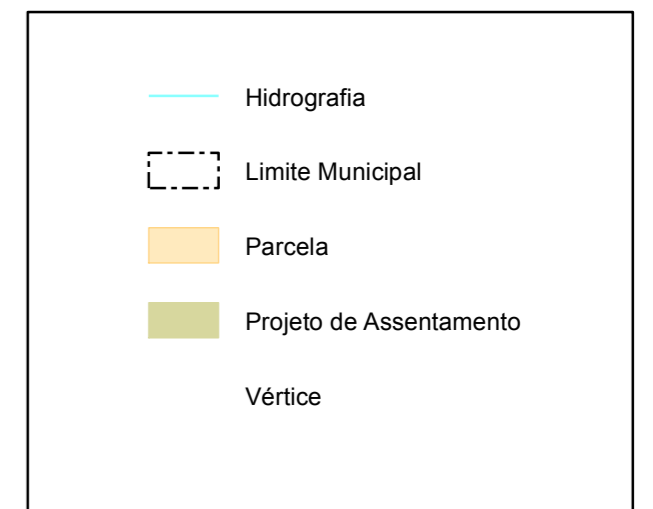 Hidrografia
Limite Municipal
Parcela
Projeto de Assentamento
Vértice